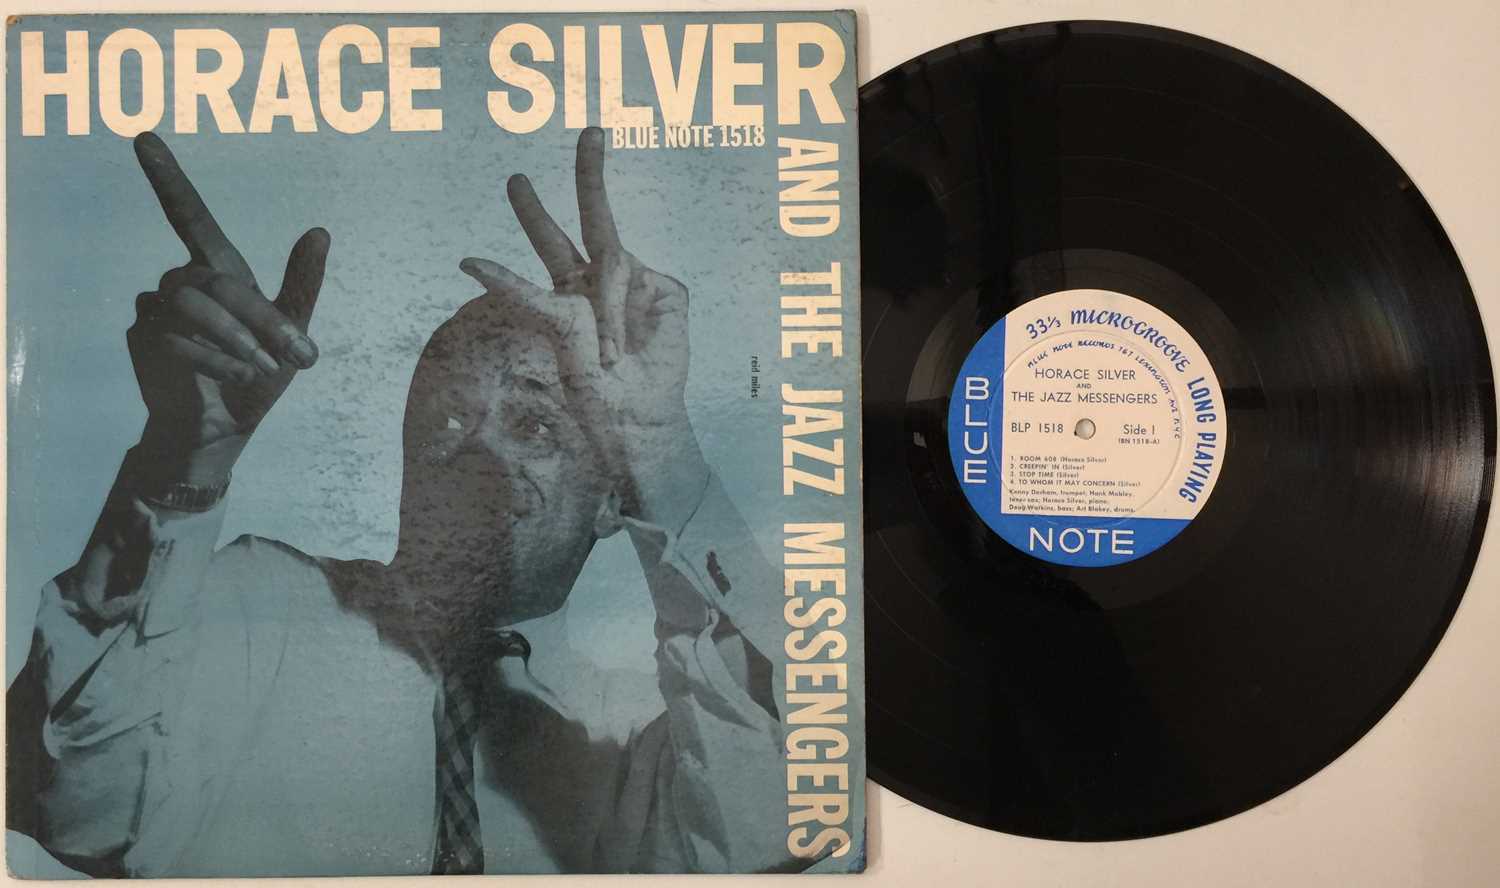 HORACE SILVER
BLUE NOTE 1518
AND THE JAZZ MESSENGERS
reid miles
33⅓ MICROGROOVE LONG PLAYING
BLUE NOTE RECORDS 767 LEXINGTON AVE NYC
HORACE SILVER
AND
THE JAZZ MESSENGERS
BLP 1518 Side 1
(BN 1518-A)
1. ROOM 608 (Horace Silver)
2. CREEPIN' IN (Silver)
3. STOP TIME (Silver)
4. TO WHOM IT MAY CONCERN (Silver)
Kenny Dorham, trumpet; Hank Mobley,
tenor sax; Horace Silver, piano;
Doug Watkins, bass; Art Blakey, drums.
BLUE
NOTE